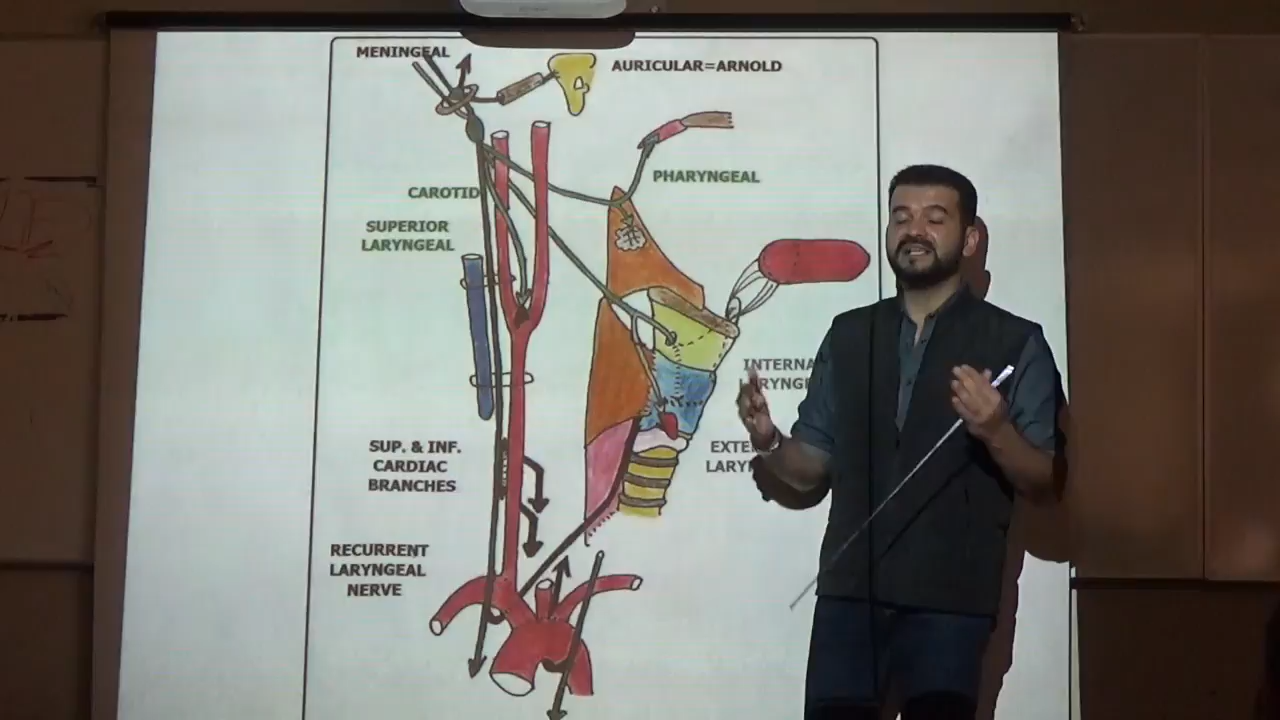 MENINGEAL
AURICULAR=ARNOLD
PHARYNGEAL
CAROTID
SUPERIOR
LARYNGEAL
SUP. & INF.
CARDIAC
BRANCHES
RECURRENT
LARYNGEAL
NERVE